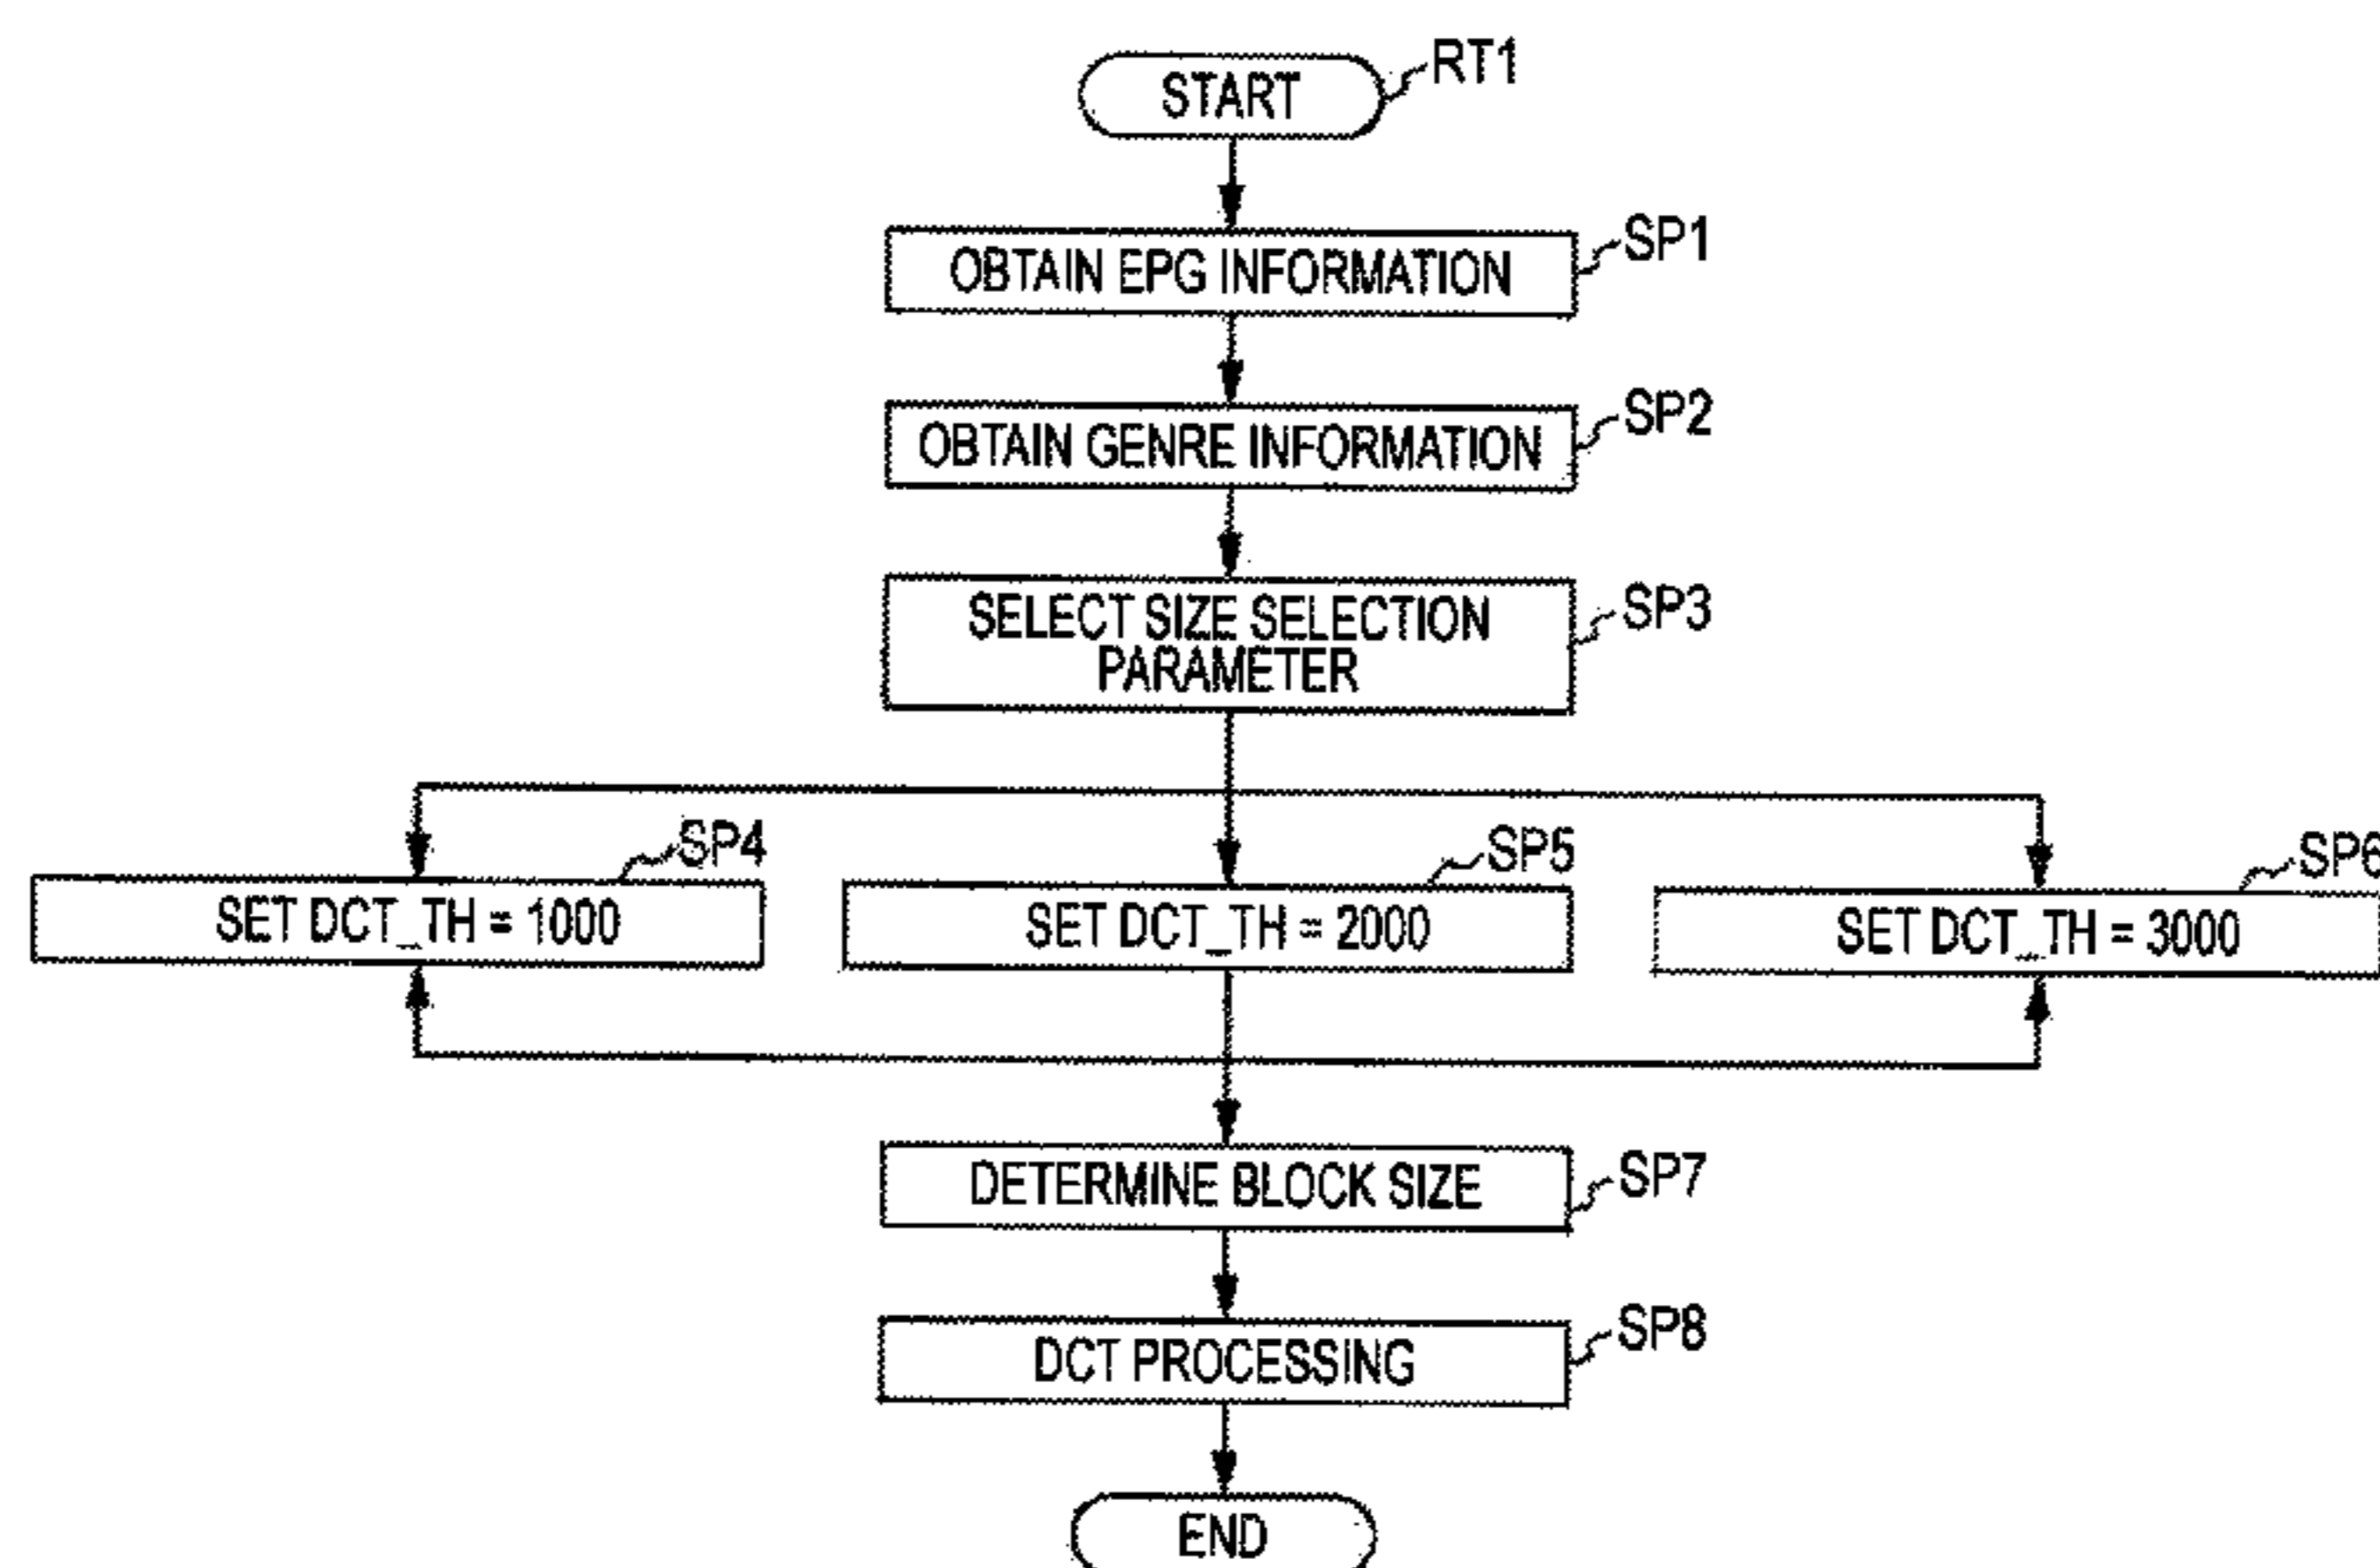 START
RT1
OBTAIN EPG INFORMATION
SP1
OBTAIN GENRE INFORMATION
SP2
SELECT SIZE SELECTION
PARAMETER
SP3
SP4
SET DCT_TH = 1000
SP5
SET DCT_TH = 2000
SP6
SET DCT_TH = 3000
DETERMINE BLOCK SIZE
SP7
DCT PROCESSING
SP8
END